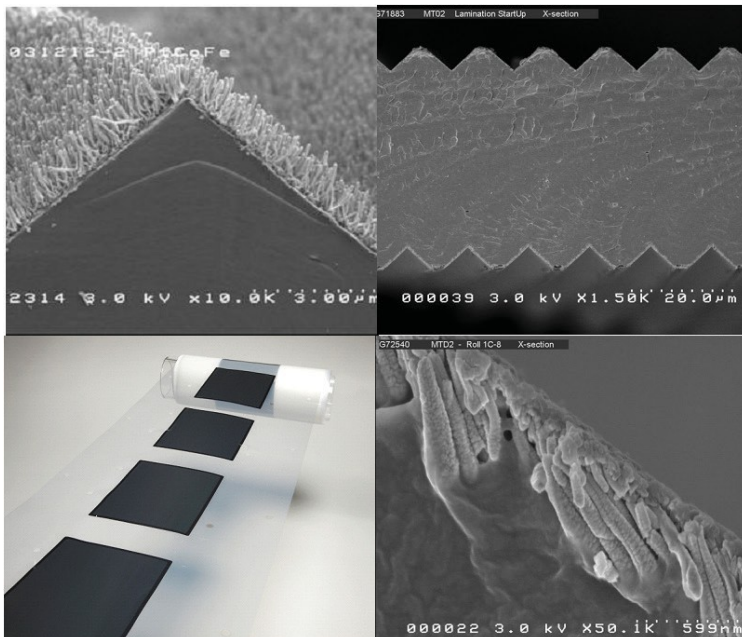 031212-2 PtCoFe
2314 3.0 kV x10.0K 3.00µm
G71883 MT02 Lamination StartUp X-section
000039 3.0 kV X1.50K 20.0µm
G72540 MTD2 - Roll 1C-8 X-section
000022 3.0 kV X50.1K 599nm